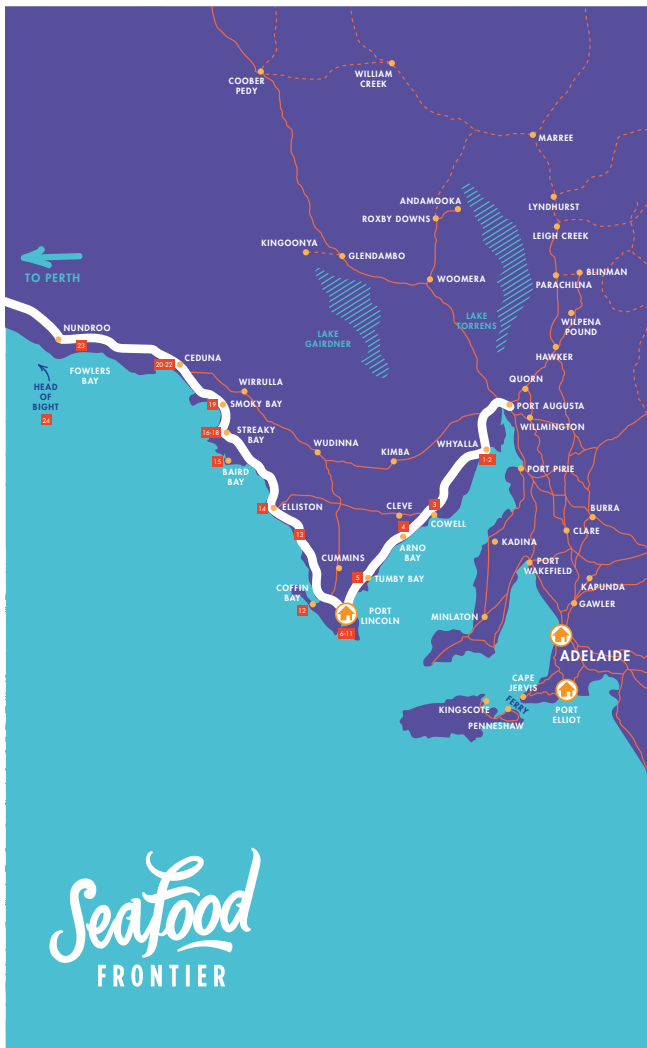 COOBER
PEDY
WILLIAM
CREEK
MARREE
ANDAMOOKA
ROXBY DOWNS
LYNDHURST
LEIGH CREEK
KINGOONYA
GLENDAMBO
TO PERTH
WOOMERA
BLINMAN
PARACHILNA
LAKE
GAIRDNER
LAKE
TORRENS
WILPENA
POUND
HAWKER
NUNDROO
23
FOWLERS
BAY
20-22
CEDUNA
HEAD
OF
BIGHT
24
WIRRULLA
QUORN
19
SMOKY BAY
PORT AUGUSTA
WILLMINGTON
16-18
STREAKY
BAY
WUDINNA
KIMBA
WHYALLA
1-2
15
BAIRD
BAY
PORT PIRIE
14
ELLISTON
CLEVE
3
COWELL
BURRA
4
ARNO
BAY
CLARE
13
KADINA
CUMMINS
5
TUMBY BAY
PORT
WAKEFIELD
KAPUNDA
COFFIN
BAY
12
PORT
LINCOLN
6-11
MINLATON
GAWLER
ADELAIDE
CAPE
JERVIS
FERRY
KINGSCOTE
PENNESHAW
PORT
ELLIOT
SeaFood
FRONTIER